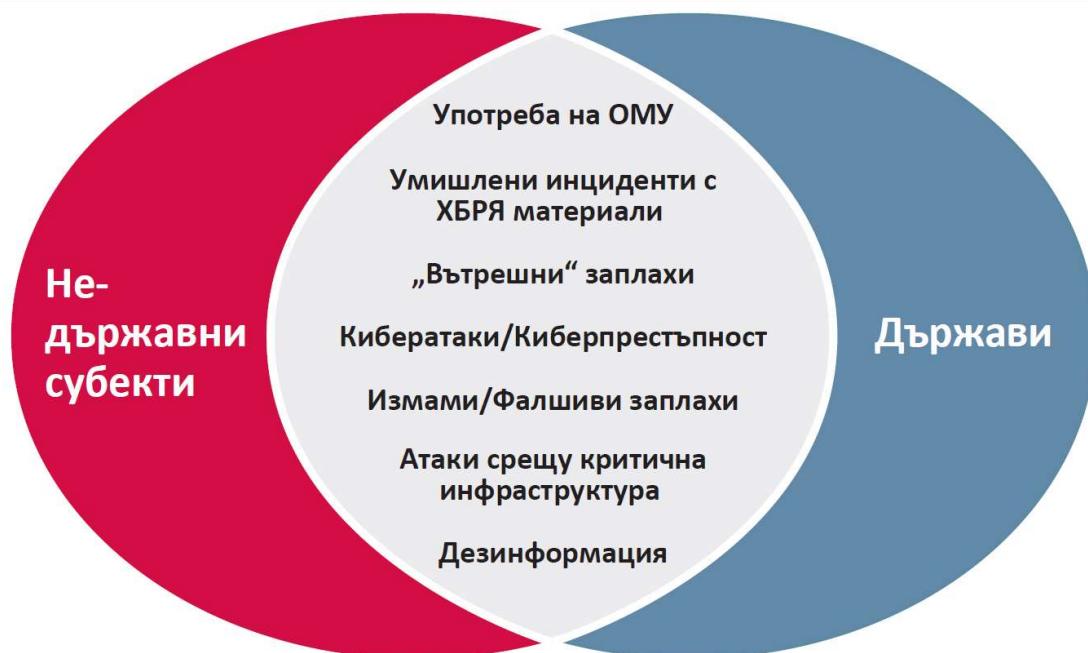 Употреба на ОМУ
Умишлени инциденти с
ХБРЯ материали
„Вътрешни“ заплахи
Кибератаки/Киберпрестъпност
Измами/Фалшиви заплахи
Атаки срещу критична
инфраструктура
Дезинформация
Не-
държавни
субекти
Държави